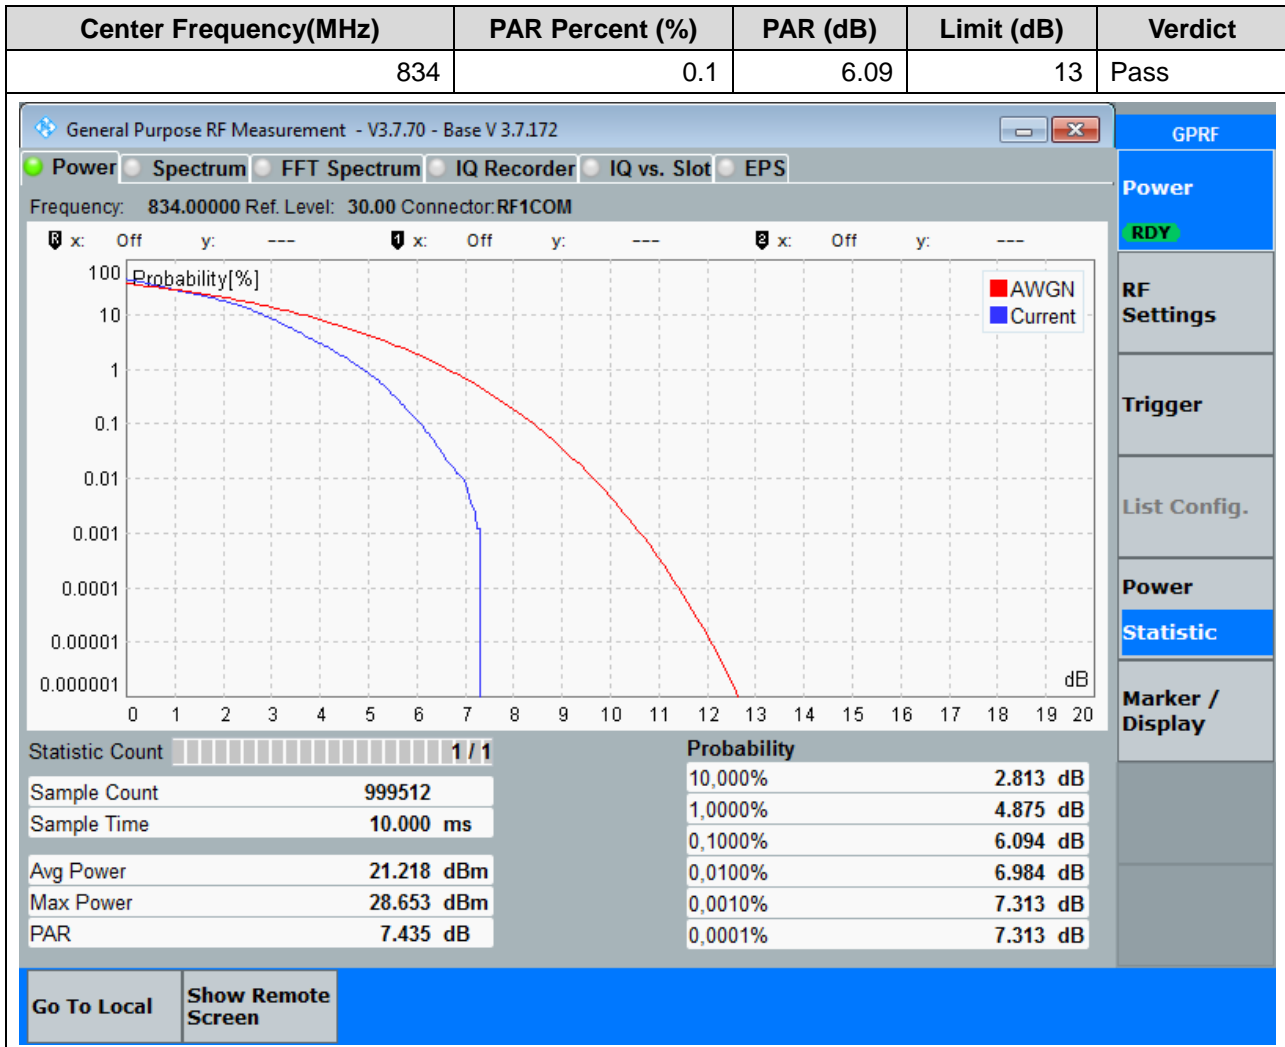 Center Frequency(MHz) PAR Percent (%) PAR (dB) Limit (dB) Verdict
834 0.1 6.09 13 Pass
General Purpose RF Measurement - V3.7.70 - Base V 3.7.172
GPRF
Power Spectrum FFT Spectrum IQ Recorder IQ vs. Slot EPS
Power
RDY
Frequency: 834.00000 Ref. Level: 30.00 Connector: RF1COM
R x: Off y: --- 1 x: Off y: --- 2 x: Off y: ---
Probability[%]
100
10
1
0.1
0.01
0.001
0.0001
0.00001
0.000001
AWGN
Current
dB
0 1 2 3 4 5 6 7 8 9 10 11 12 13 14 15 16 17 18 19 20
RF
Settings
Trigger
List Config.
Power
Statistic
Marker /
Display
Statistic Count 1 / 1
Sample Count 999512
Sample Time 10.000 ms
Avg Power 21.218 dBm
Max Power 28.653 dBm
PAR 7.435 dB
Probability
10,000% 2.813 dB
1,0000% 4.875 dB
0,1000% 6.094 dB
0,0100% 6.984 dB
0,0010% 7.313 dB
0,0001% 7.313 dB
Go To Local
Show Remote
Screen